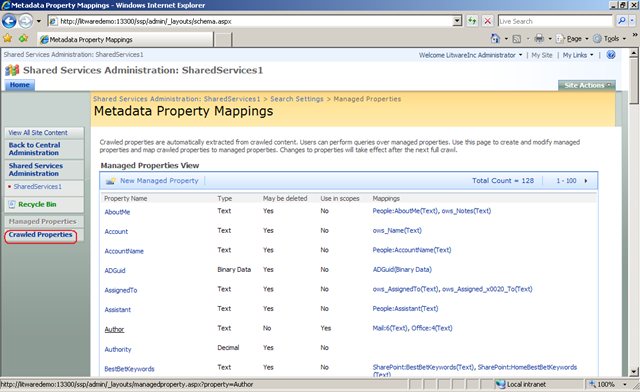 Metadata Property Mappings - Windows Internet Explorer
http://litwaredemo:13300/ssp/admin/_layouts/schema.aspx
Live Search
Metadata Property Mappings
Page
Tools
Shared Services Administration: SharedServices1
Welcome LitwareInc Administrator
My Site
My Links
Shared Services Administration: SharedServices1
Home
Site Actions
Shared Services Administration: SharedServices1 > Search Settings > Managed Properties
Metadata Property Mappings
View All Site Content
Back to Central Administration
Shared Services Administration
SharedServices1
Recycle Bin
Managed Properties
Crawled Properties
Crawled properties are automatically extracted from crawled content. Users can perform queries over managed properties. Use this page to create and modify managed
properties and map crawled properties to managed properties. Changes to properties will take effect after the next full crawl.
Managed Properties View
New Managed Property
Total Count = 128
1 - 100
Property Name Type May be deleted Use in scopes Mappings
AboutMe Text Yes No People:AboutMe(Text), ows_Notes(Text)
Account Text Yes No ows_Name(Text)
AccountName Text Yes No People:AccountName(Text)
ADGuid Binary Data Yes No ADGuid(Binary Data)
AssignedTo Text Yes No ows_AssignedTo(Text), ows_Assigned_x0020_To(Text)
Assistant Text Yes No People:Assistant(Text)
Author Text No Yes Mail:6(Text), Office:4(Text)
Authority Decimal Yes No
BestBetKeywords Text Yes No SharePoint:BestBetKeywords(Text), SharePoint:HomeBestBetKeywords
(Text)
http://litwaredemo:13300/ssp/admin/_layouts/managedproperty.aspx?property=Author
Local intranet
100%